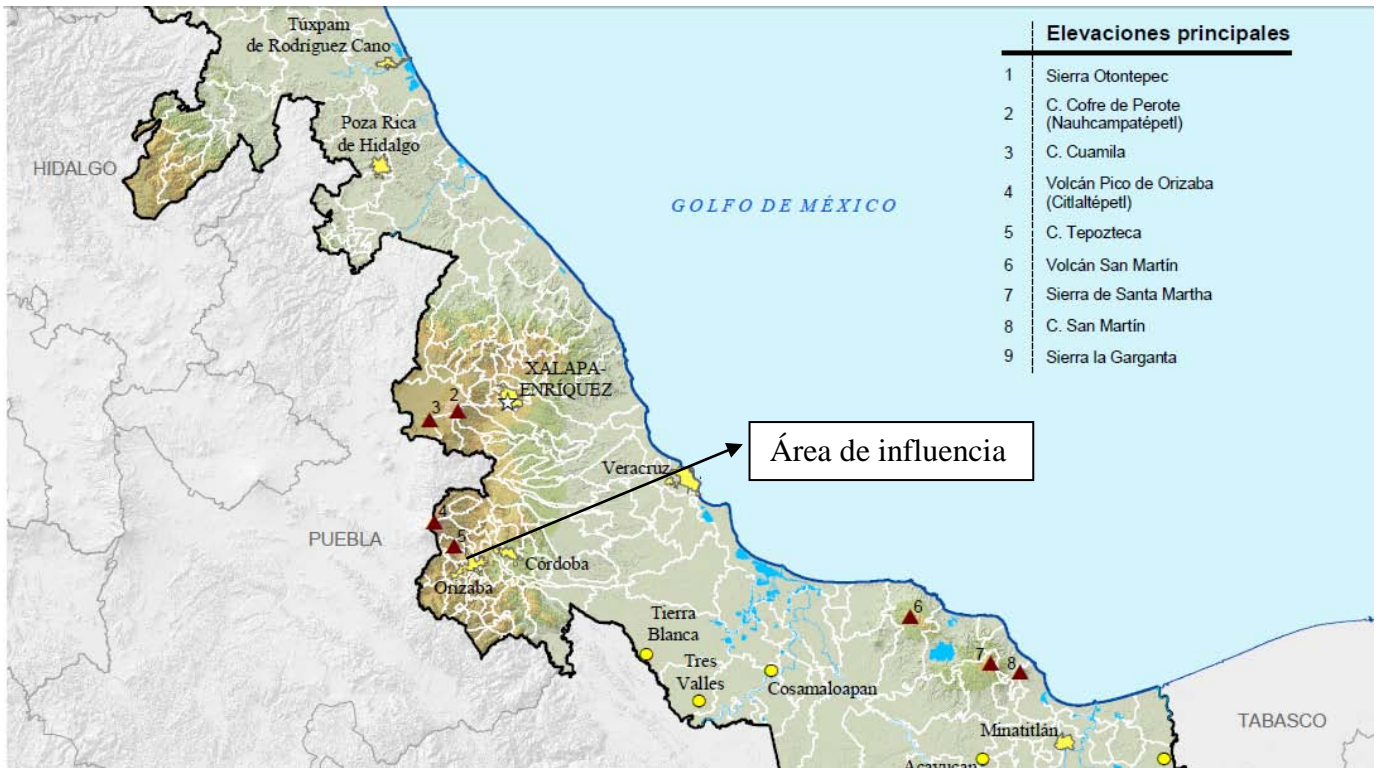 Túxpam
de Rodríguez Cano
Poza Rica
de Hidalgo
HIDALGO
GOLFO DE MÉXICO
Elevaciones principales
1 Sierra Otontepec
2 C. Cofre de Perote
(Nauhcampatépetl)
3 C. Cuamila
4 Volcán Pico de Orizaba
(Citlaltépetl)
5 C. Tepozteca
6 Volcán San Martín
7 Sierra de Santa Martha
8 C. San Martín
9 Sierra la Garganta
XALAPA-
ENRIQUEZ
2
3
Área de influencia
Veracruz
4
PUEBLA
5
Córdoba
Orizaba
6
Tierra
Blanca
7
8
Tres
Valles
Cosamaloapan
TABASCO
Minatitlán
Acayucan